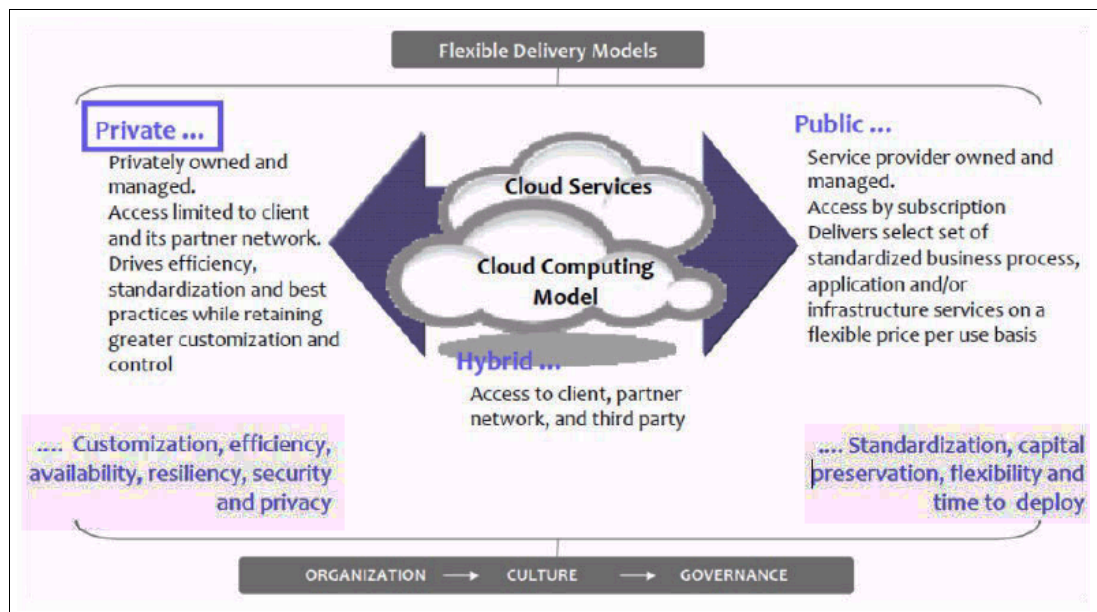 Flexible Delivery Models
Private ...
Privately owned and
managed.
Access limited to client
and its partner network.
Drives efficiency,
standardization and best
practices while retaining
greater customization and
control
Cloud Services
Cloud Computing
Model
Hybrid ...
Access to client, partner
network, and third party
Public ...
Service provider owned and
managed.
Access by subscription
Delivers select set of
standardized business process,
application and/or
infrastructure services on a
flexible price per use basis
.... Customization, efficiency,
availability, resiliency, security
and privacy
.... Standardization, capital
preservation, flexibility and
time to deploy
ORGANIZATION → CULTURE → GOVERNANCE